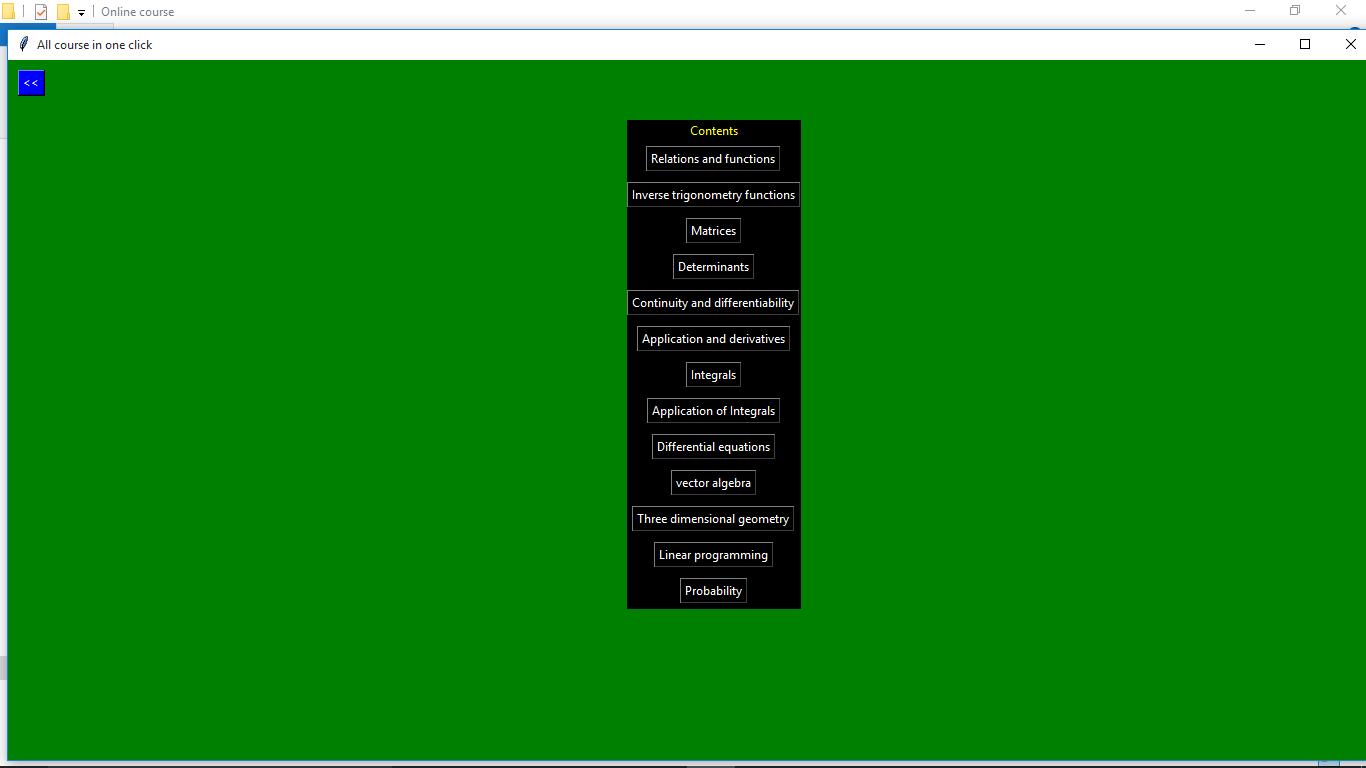 Online course
All course in one click
<<
Contents
Relations and functions
Inverse trigonometry functions
Matrices
Determinants
Continuity and differentiability
Application and derivatives
Integrals
Application of Integrals
Differential equations
vector algebra
Three dimensional geometry
Linear programming
Probability